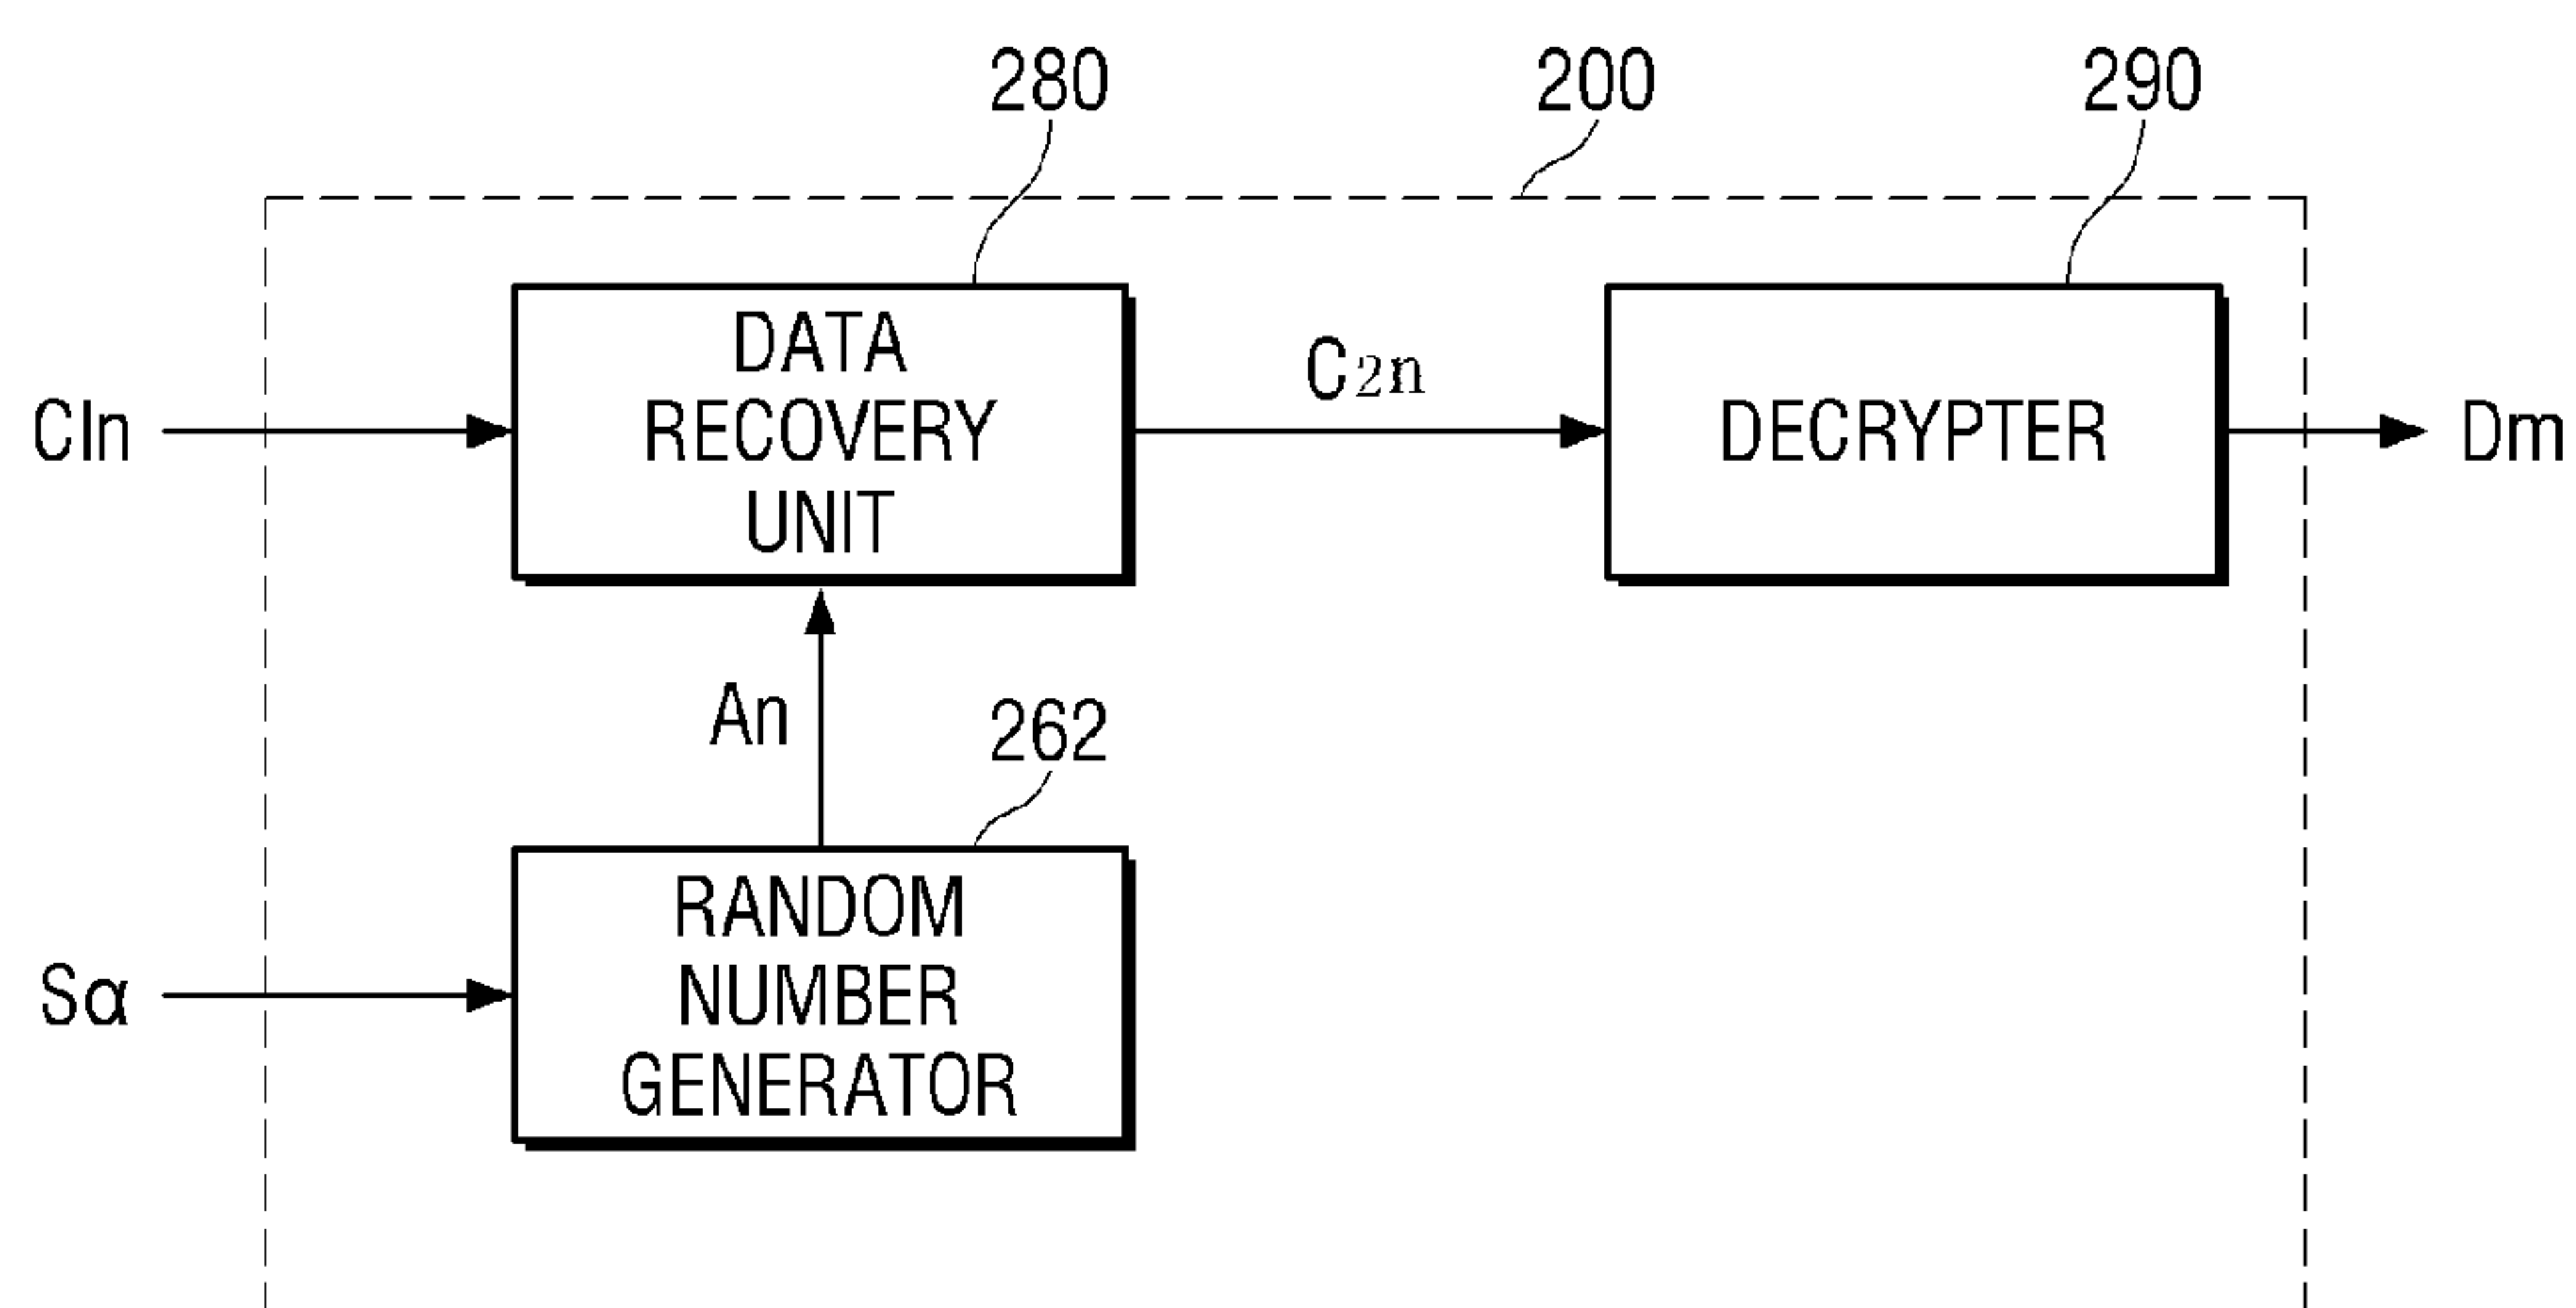 280
200
290
DATA
RECOVERY
UNIT
CIn
C2n
DECRYPTER
Dm
An
262
RANDOM
NUMBER
GENERATOR
Sα